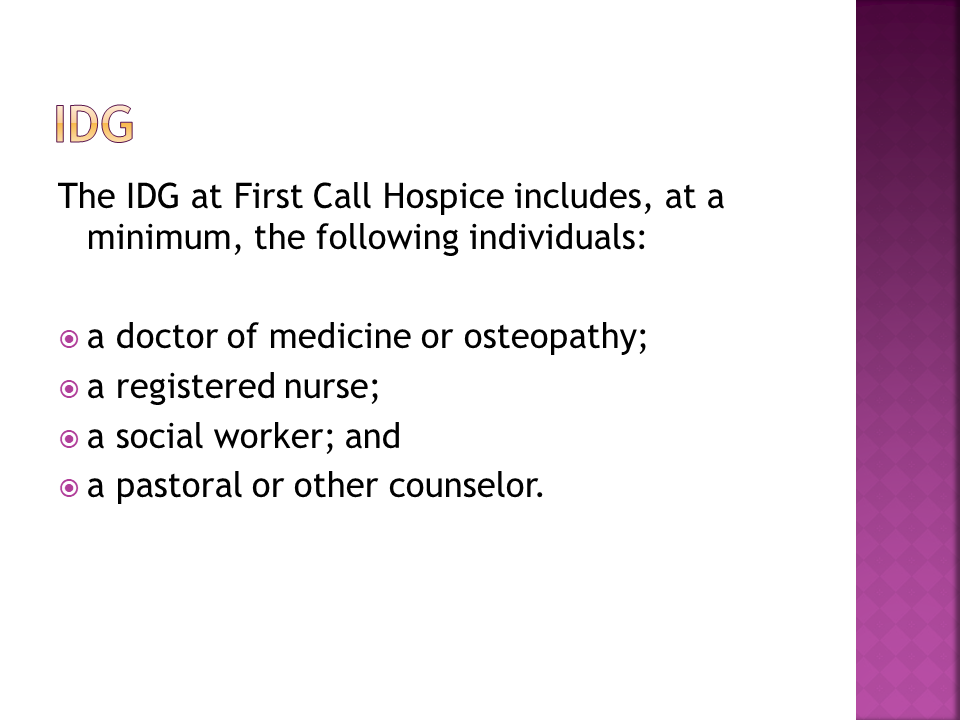 IDG
The IDG at First Call Hospice includes, at a
minimum, the following individuals:
a doctor of medicine or osteopathy;
a registered nurse;
a social worker; and
a pastoral or other counselor.